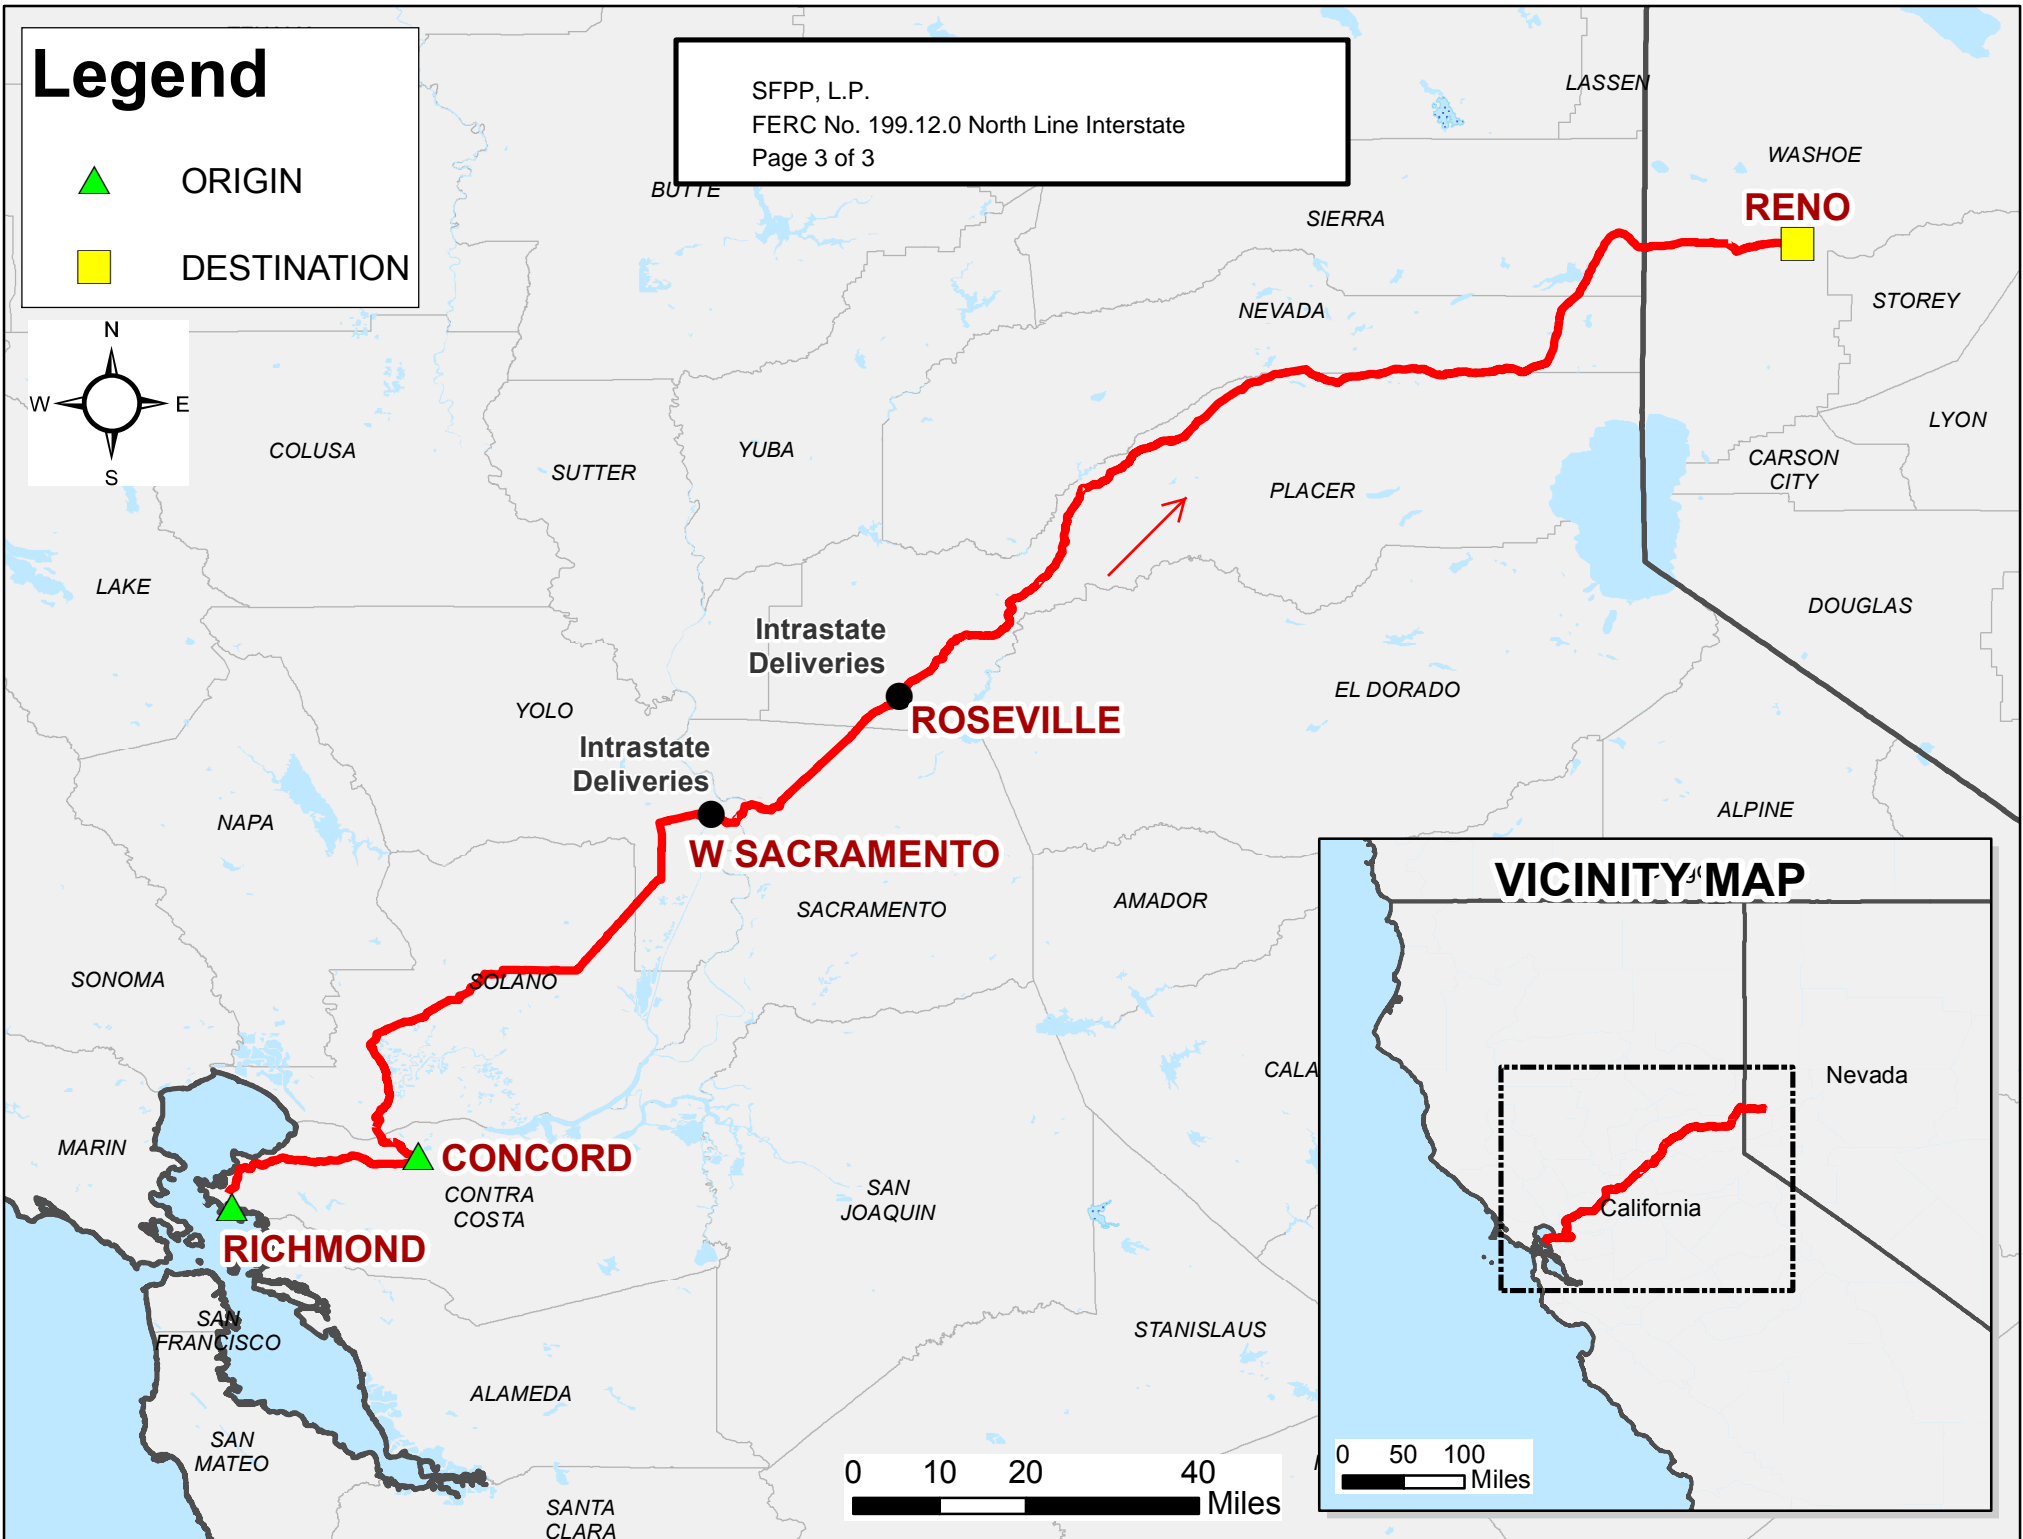 Legend
ORIGIN
DESTINATION
SFPP, L.P.
FERC No. 199.12.0 North Line Interstate
Page 3 of 3
N
W
E
S
LASSEN
WASHOE
BUTTE
SIERRA
RENO
NEVADA
STOREY
COLUSA
SUTTER
YUBA
PLACER
CARSON
CITY
LYON
LAKE
DOUGLAS
Intrastate
Deliveries
ROSEVILLE
EL DORADO
YOLO
Intrastate
Deliveries
W SACRAMENTO
NAPA
ALPINE
SACRAMENTO
AMADOR
SONOMA
SOLANO
CALA
MARIN
CONCORD
CONTRA
COSTA
SAN
JOAQUIN
RICHMOND
SAN
FRANCISCO
STANISLAUS
ALAMEDA
SAN
MATEO
SANTA
CLARA
0 10 20 40
Miles
VICINITY MAP
Nevada
California
0 50 100
Miles